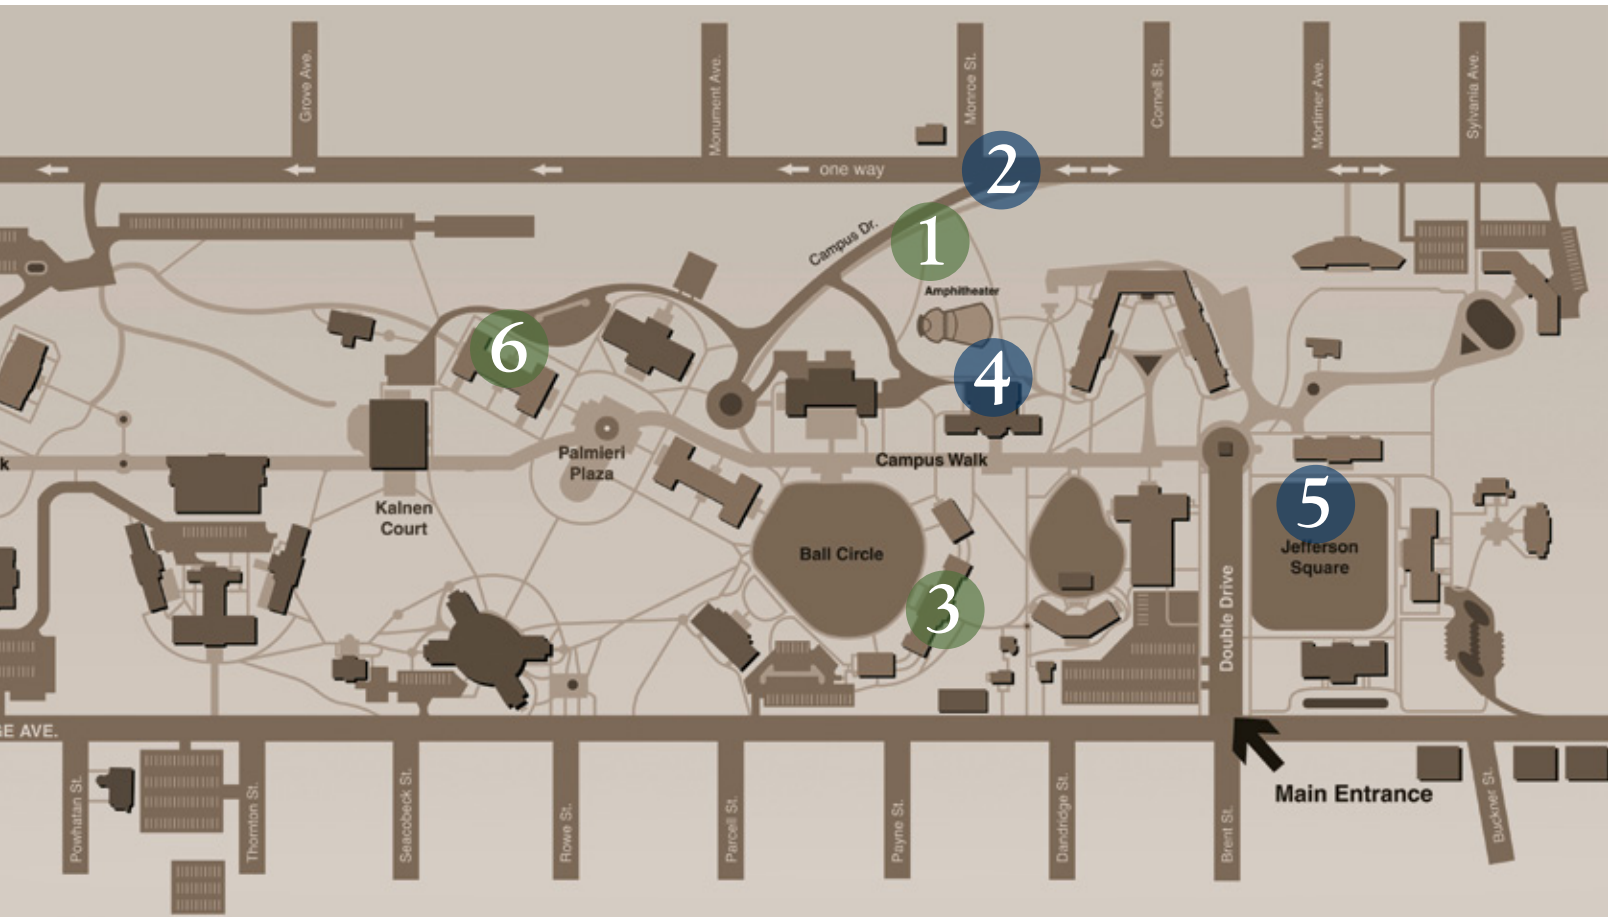 Grove Ave.
Monument Ave.
Monroe St.
Cornell St.
Mortimer Ave.
Sylvania Ave.
one way
2
1
Campus Dr.
Amphitheater
6
4
Palmieri
Plaza
Campus Walk
k
Kalnen
Court
5
Jefferson
Square
Ball Circle
3
Double Drive
GE AVE.
Main Entrance
Powhatan St.
Thornton St.
Seacobeck St.
Rowe St.
Parcell St.
Payne St.
Dandridge St.
Brent St.
Buckner St.